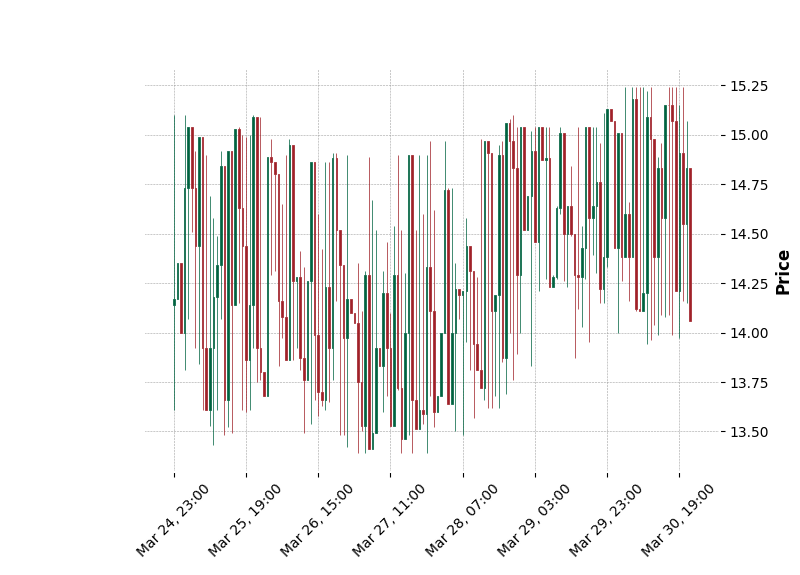 15.25
15.00
14.75
14.50
14.25
14.00
13.75
13.50
Price
Mar 24, 23:00
Mar 25, 19:00
Mar 26, 15:00
Mar 27, 11:00
Mar 28, 07:00
Mar 29, 03:00
Mar 29, 23:00
Mar 30, 19:00